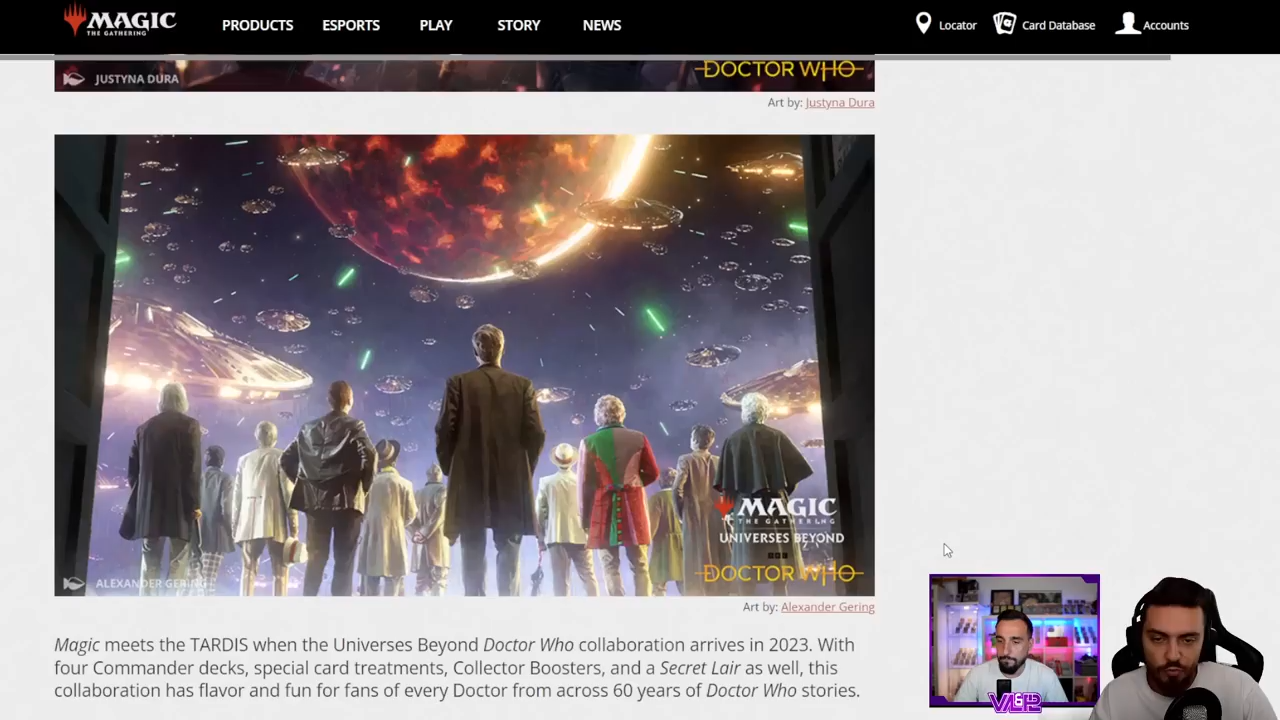 MAGIC
THE GATHERING
PRODUCTS
ESPORTS
PLAY
STORY
NEWS
Locator
Card Database
Accounts
JUSTYNA DURA
DOCTOR WHO
Art by: Justyna Dura
MAGIC
THE GATHERING
UNIVERSES BEYOND
BBC
DOCTOR WHO
ALEXANDER GERING
Art by: Alexander Gering
Magic meets the TARDIS when the Universes Beyond Doctor Who collaboration arrives in 2023. With
four Commander decks, special card treatments, Collector Boosters, and a Secret Lair as well, this
collaboration has flavor and fun for fans of every Doctor from across 60 years of Doctor Who stories.